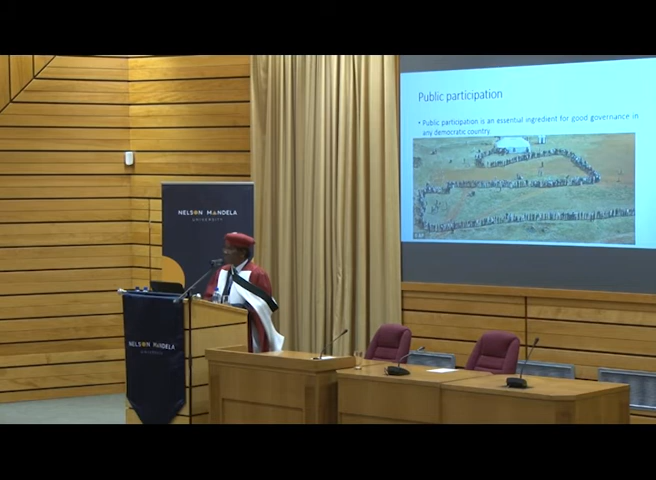 Public participation
• Public participation is an essential ingredient for good governance in
any democratic country
NELSON MANDELA
UNIVERSITY
NELSON MANDELA
UNIVERSITY